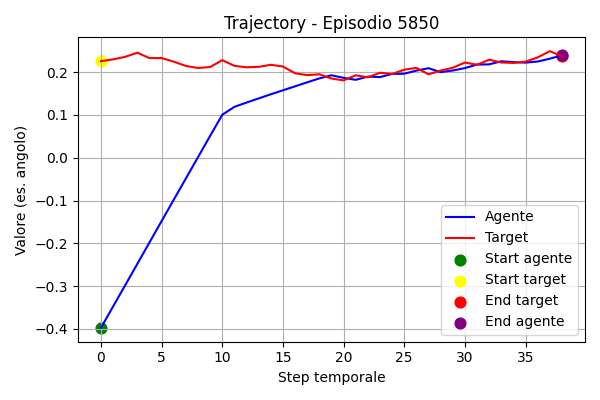 Trajectory - Episodio 5850
Valore (es. angolo)
0.2
0.1
0.0
−0.1
−0.2
−0.3
−0.4
Agente
Target
Start agente
Start target
End target
End agente
0 5 10 15 20 25 30 35
Step temporale